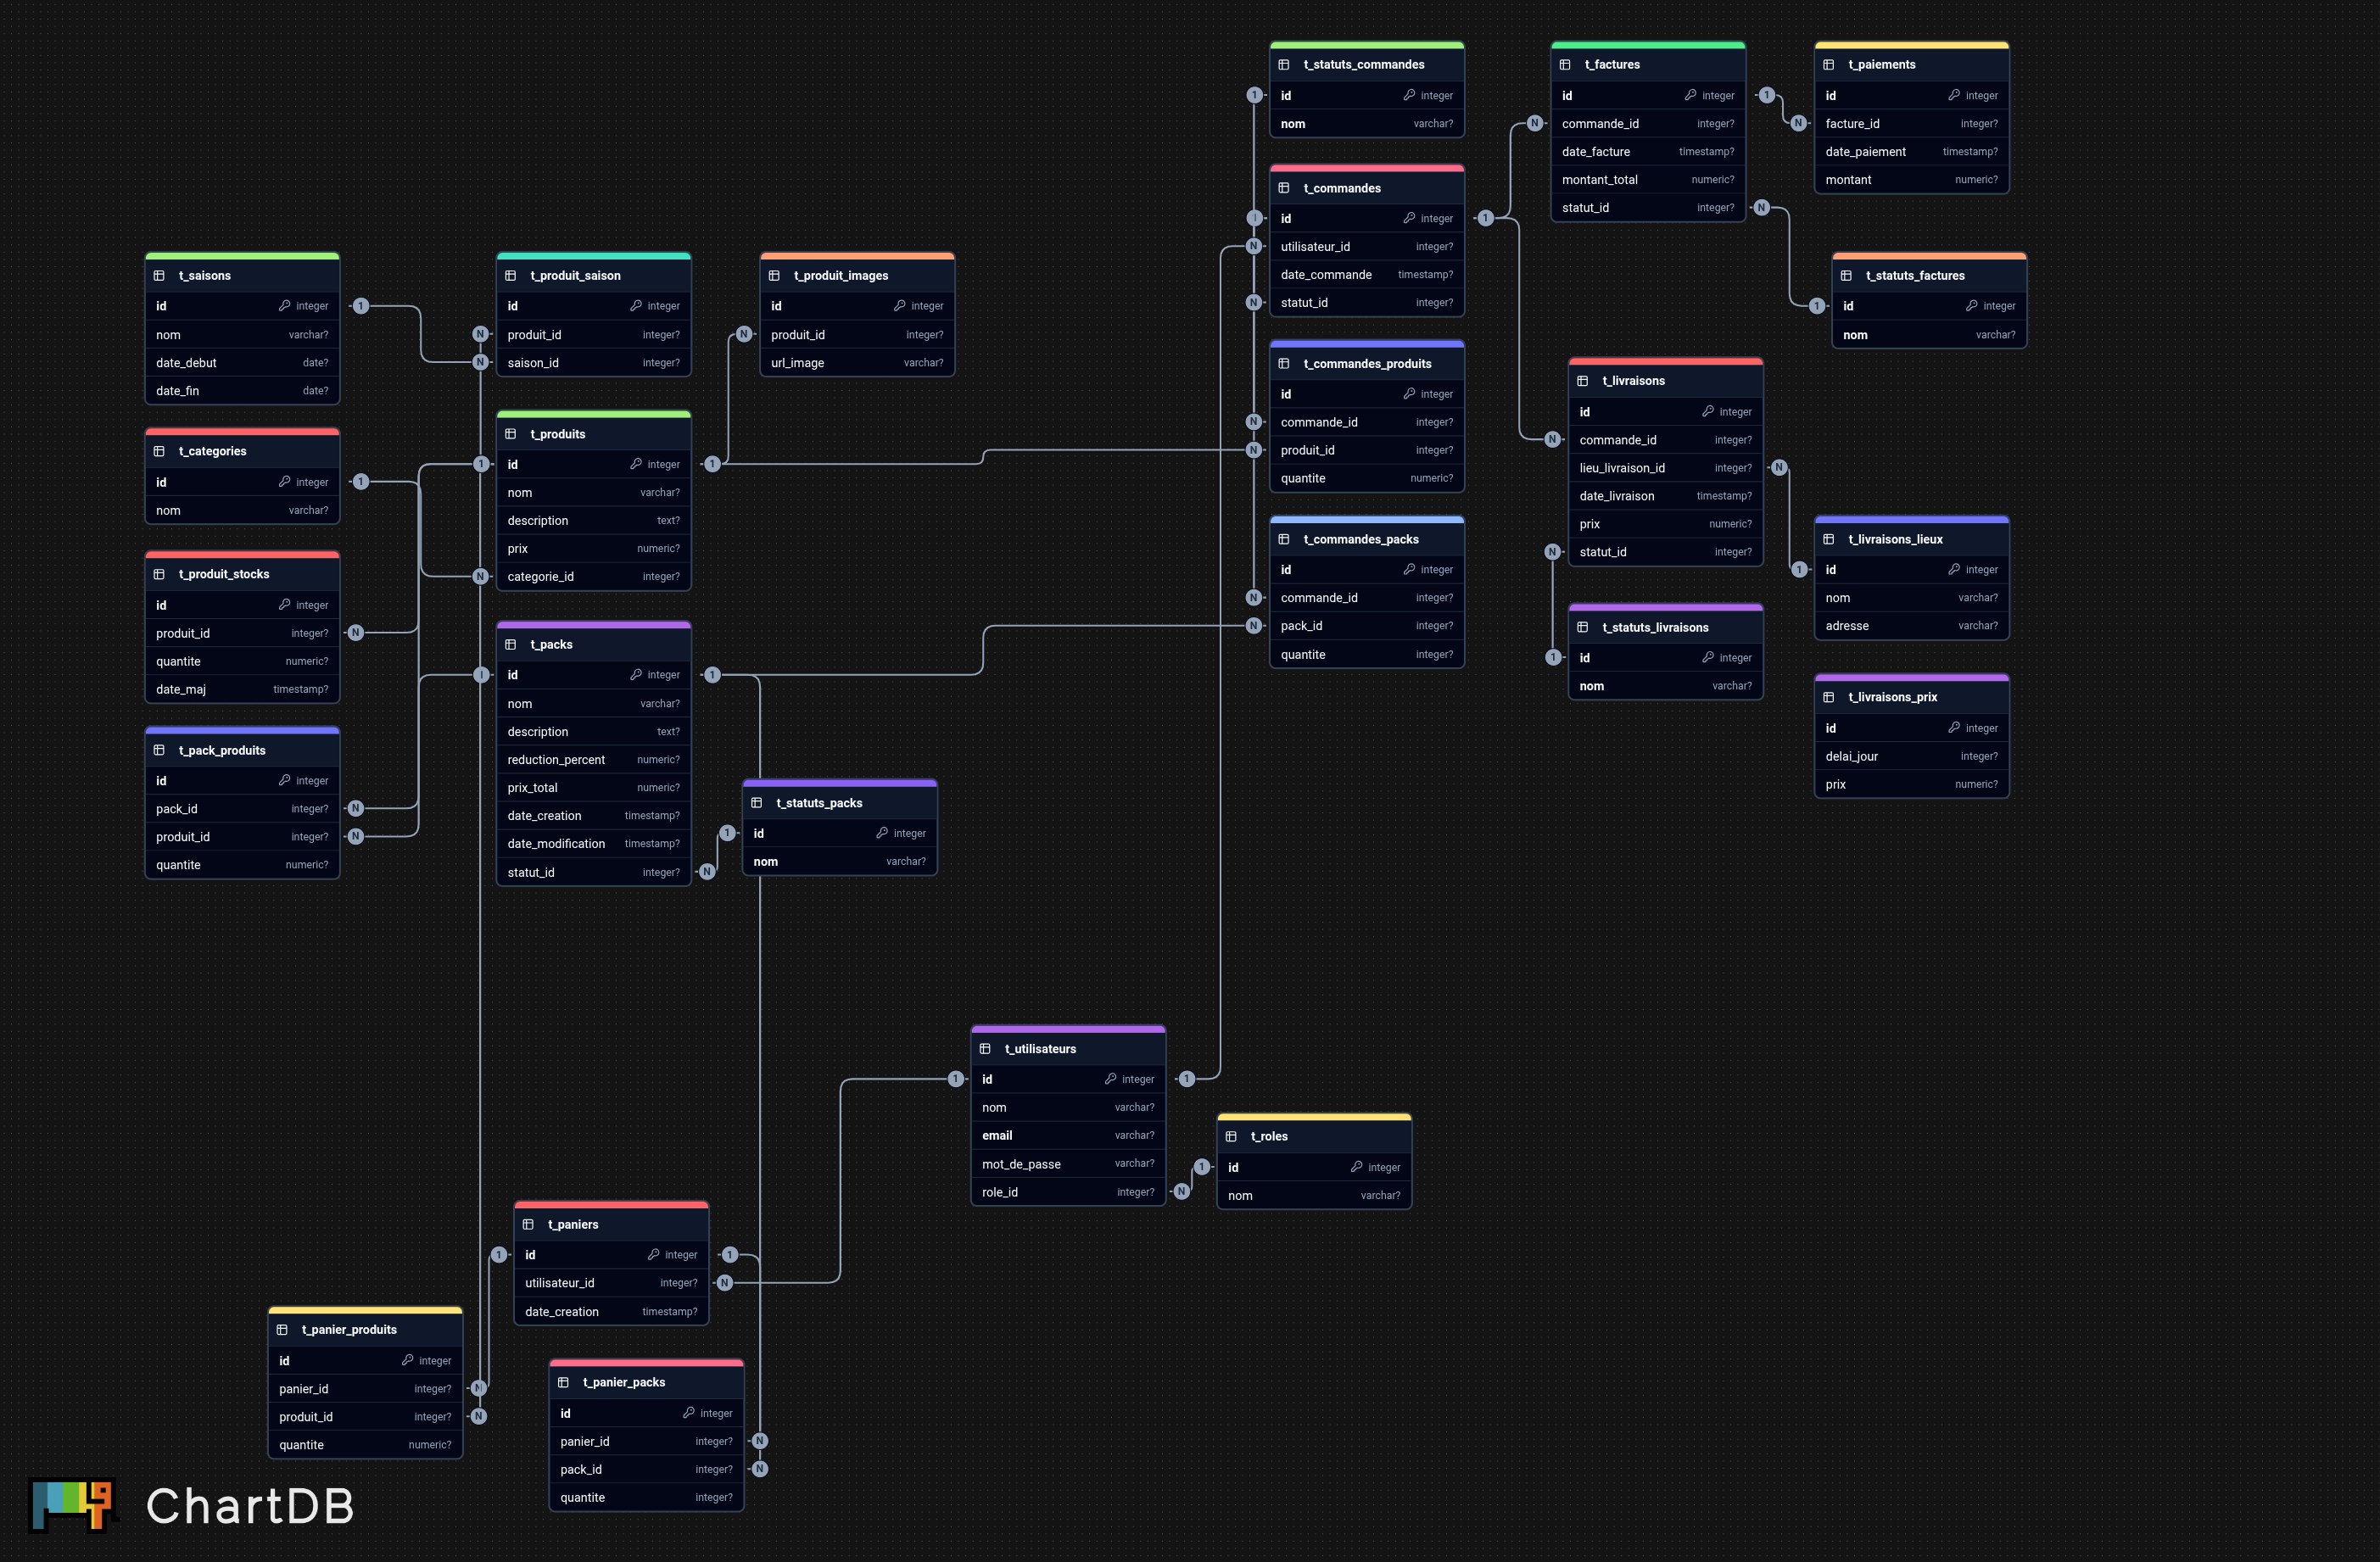 t_statuts_commandes
id integer
nom varchar?
t_factures
id integer
commande_id integer?
date_facture timestamp?
montant_total numeric?
statut_id integer?
t_paiements
id integer
facture_id integer?
date_paiement timestamp?
montant numeric?
t_commandes
id integer
utilisateur_id integer?
date_commande timestamp?
statut_id integer?
t_saisons
id integer
nom varchar?
date_debut date?
date_fin date?
t_produit_saison
id integer
produit_id integer?
saison_id integer?
t_produit_images
id integer
produit_id integer?
url_image varchar?
t_statuts_factures
id integer
nom varchar?
t_commandes_produits
id integer
commande_id integer?
produit_id integer?
quantite numeric?
t_livraisons
id integer
commande_id integer?
lieu_livraison_id integer?
date_livraison timestamp?
prix numeric?
statut_id integer?
t_categories
id integer
nom varchar?
t_produits
id integer
nom varchar?
description text?
prix numeric?
categorie_id integer?
t_commandes_packs
id integer
commande_id integer?
pack_id integer?
quantite integer?
t_livraisons_lieux
id integer
nom varchar?
adresse varchar?
t_produit_stocks
id integer
produit_id integer?
quantite numeric?
date_maj timestamp?
t_packs
id integer
nom varchar?
description text?
reduction_percent numeric?
prix_total numeric?
date_creation timestamp?
date_modification timestamp?
statut_id integer?
t_statuts_livraisons
id integer
nom varchar?
t_livraisons_prix
id integer
delai_jour integer?
prix numeric?
t_pack_produits
id integer
pack_id integer?
produit_id integer?
quantite numeric?
t_statuts_packs
id integer
nom varchar?
t_utilisateurs
id integer
nom varchar?
email varchar?
mot_de_passe varchar?
role_id integer?
t_roles
id integer
nom varchar?
t_paniers
id integer
utilisateur_id integer?
date_creation timestamp?
t_panier_produits
id integer
panier_id integer?
produit_id integer?
quantite numeric?
t_panier_packs
id integer
panier_id integer?
pack_id integer?
quantite integer?
ChartDB